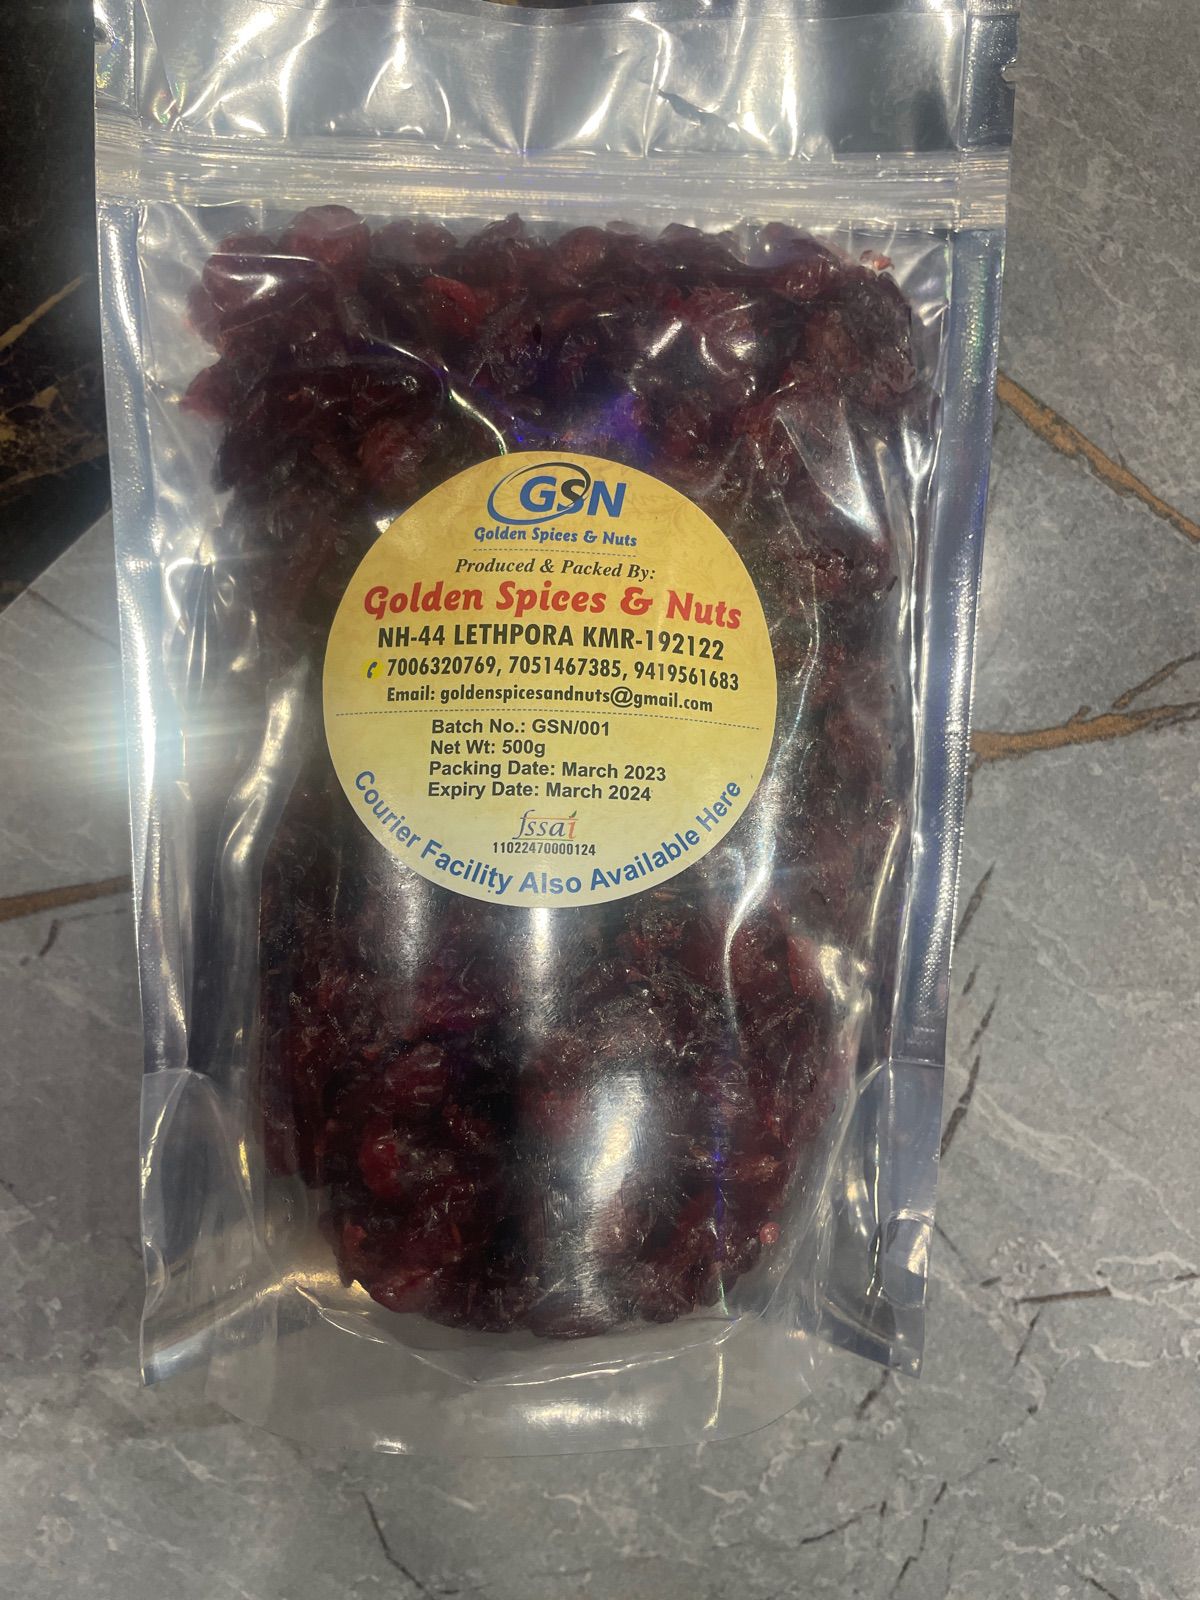 GSN
Golden Spices & Nuts
Produced & Packed By:
Golden Spices & Nuts
NH-44 LETHPORA KMR-192122
7006320769, 7051467385, 9419561683
Email: goldenspicesandnuts@gmail.com
Batch No.: GSN/001
Net Wt: 500g
Packing Date: March 2023
Expiry Date: March 2024
fssai
11022470000124
Courier Facility Also Available Here